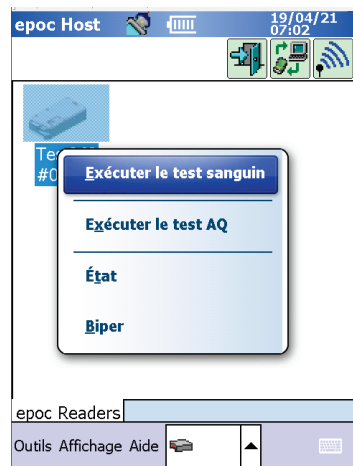 epoc Host
19/04/21
07:02
#0
Exécuter le test sanguin
Exécuter le test AQ
État
Biper
epoc Readers
Outils Affichage Aide